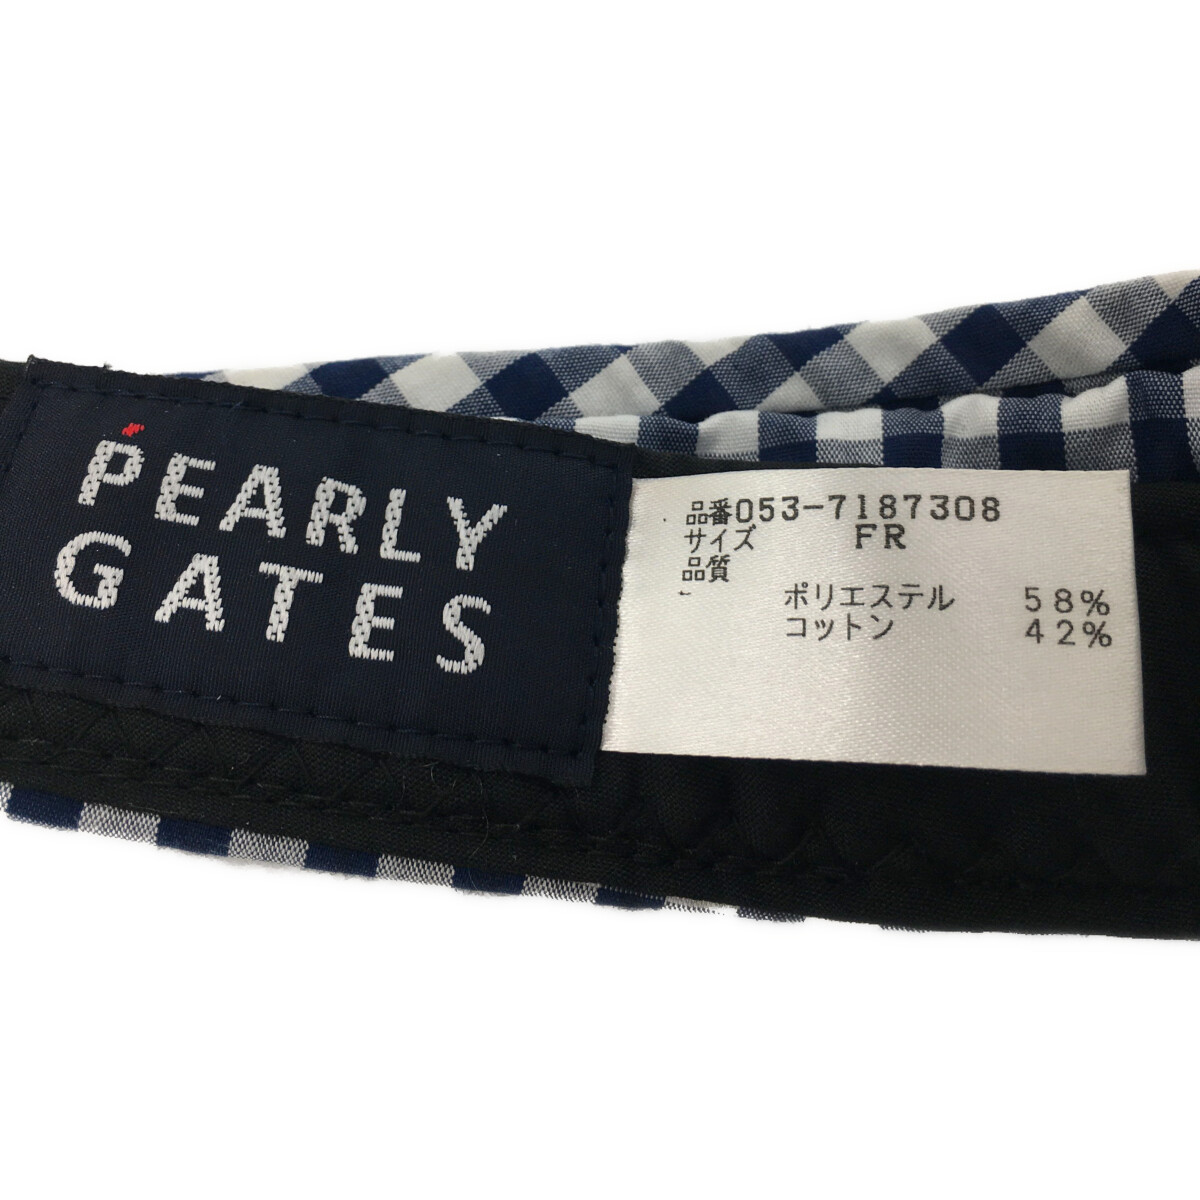 PEARLY
GATES
品番053-7187308
サイズ FR
品質
ポリエステル 58%
コットン 42%